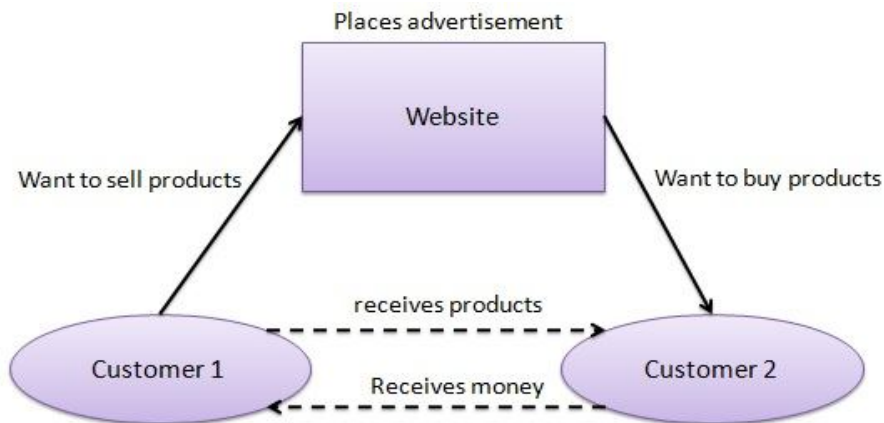 Places advertisement
Website
Want to sell products
Want to buy products
receives products
Customer 1
Customer 2
Receives money